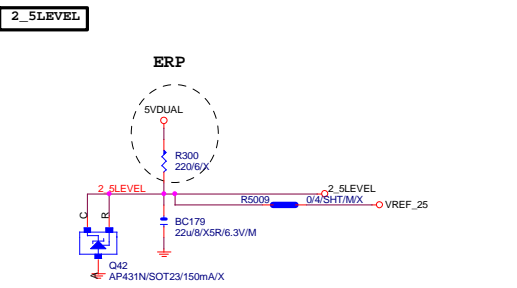 2_5LEVEL
ERP
5VDUAL
R300
220/6/X
2_5LEVEL
2_5LEVEL
R5009
0/4/SHT/M/X
VREF_25
C
R
BC179
22u/8/X5R/6.3V/M
A
Q42
AP431N/SOT23/150mA/X